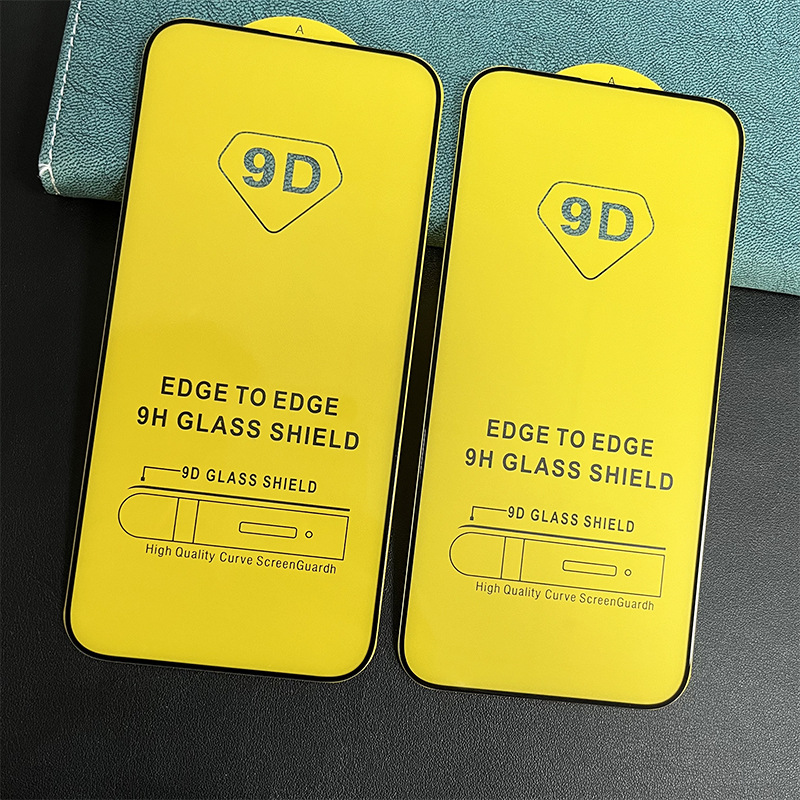 A
9D
EDGE TO EDGE
9H GLASS SHIELD
9D GLASS SHIELD
High Quality Curve ScreenGuardh
A
9D
EDGE TO EDGE
9H GLASS SHIELD
9D GLASS SHIELD
High Quality Curve ScreenGuardh